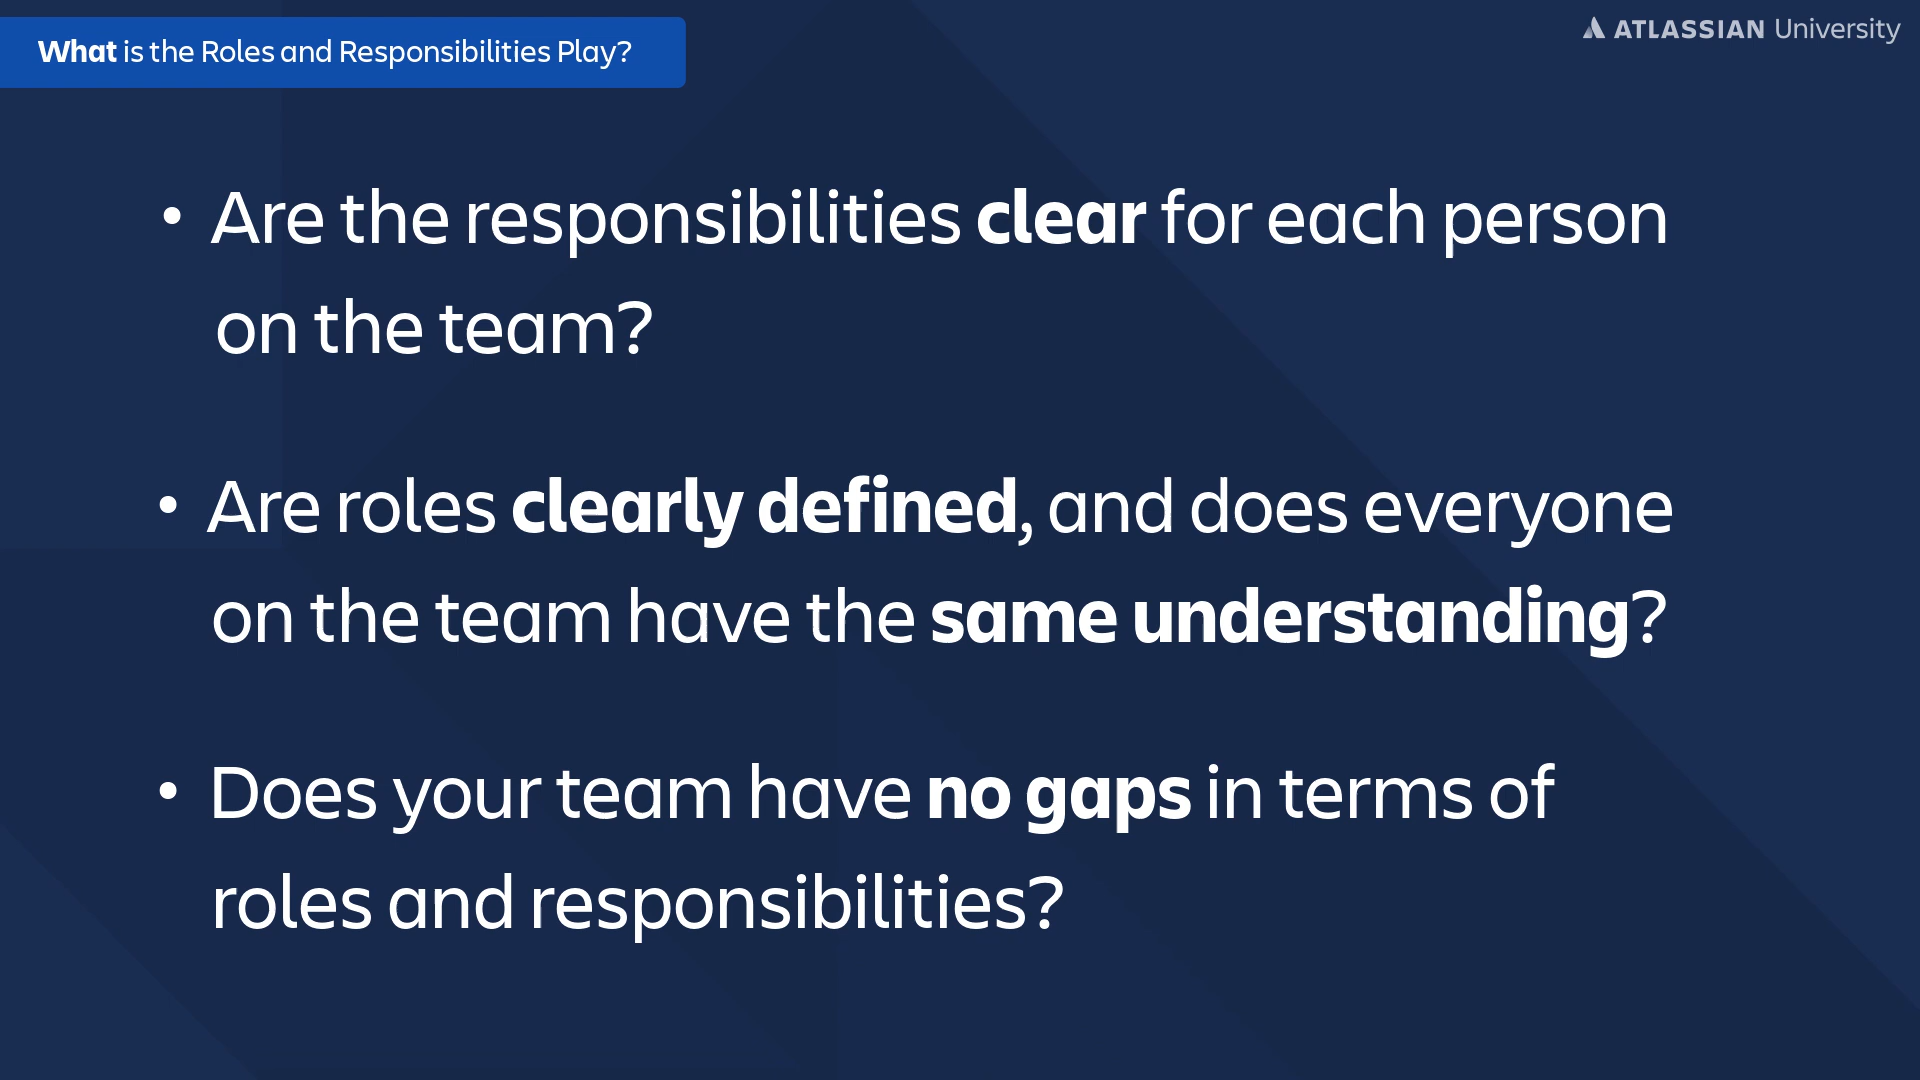 What is the Roles and Responsibilities Play?
ATLASSIAN University
• Are the responsibilities clear for each person
on the team?
• Are roles clearly defined, and does everyone
on the team have the same understanding?
• Does your team have no gaps in terms of
roles and responsibilities?